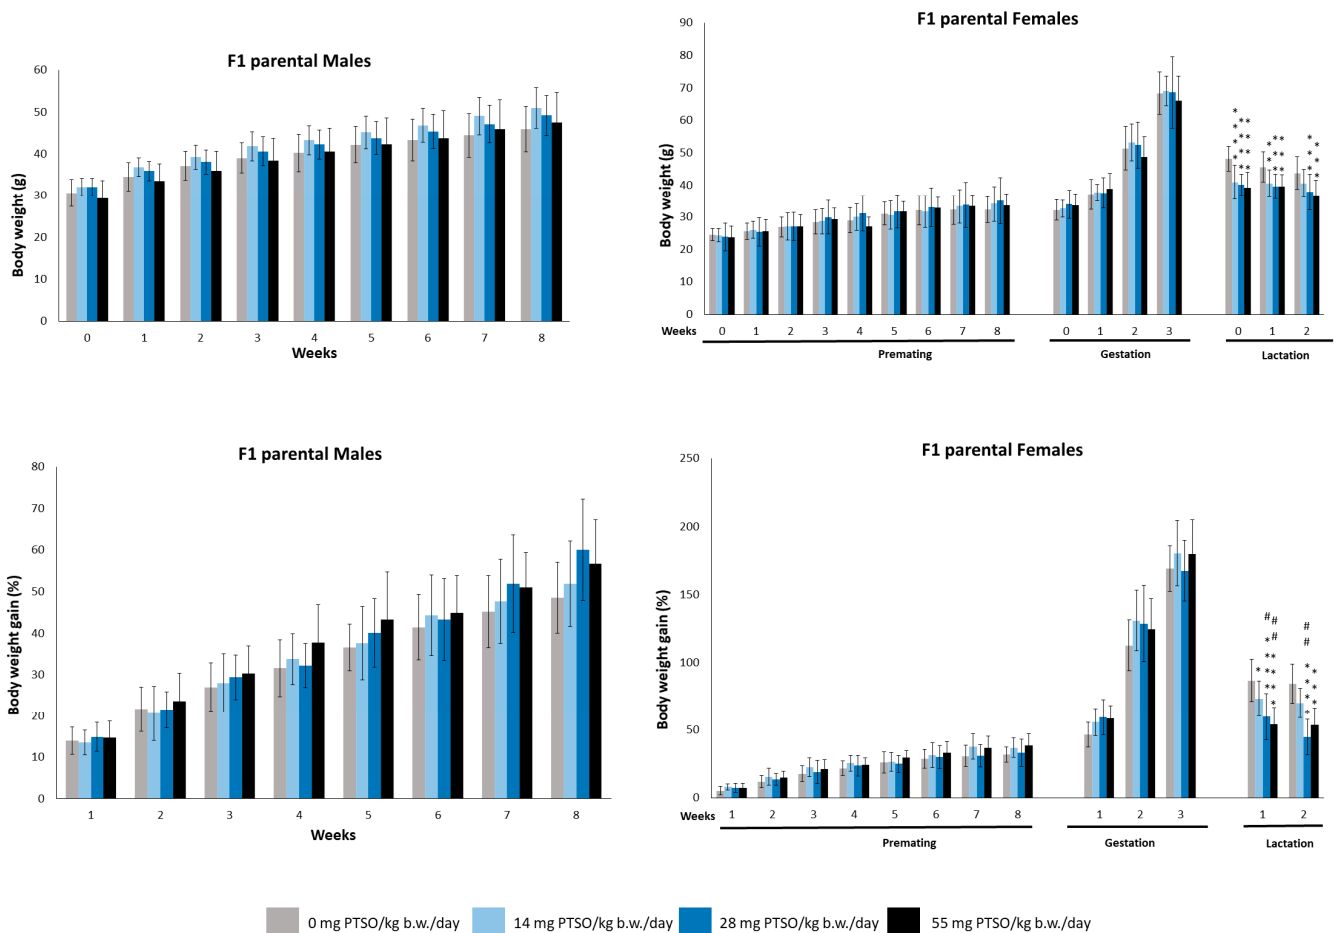 F1 parental Males
Body weight (g)
60
50
40
30
20
10
0
0 1 2 3 4 5 6 7 8
Weeks
F1 parental Females
Body weight (g)
90
80
70
60
50
40
30
20
10
0
Weeks 0 1 2 3 4 5 6 7 8 0 1 2 3 0 1 2
Premating Gestation Lactation
F1 parental Males
Body weight gain (%)
80
70
60
50
40
30
20
10
0
1 2 3 4 5 6 7 8
Weeks
F1 parental Females
Body weight gain (%)
250
200
150
100
50
0
Weeks 1 2 3 4 5 6 7 8 1 2 3 1 2
Premating Gestation Lactation
0 mg PTSO/kg b.w./day 14 mg PTSO/kg b.w./day 28 mg PTSO/kg b.w./day 55 mg PTSO/kg b.w./day